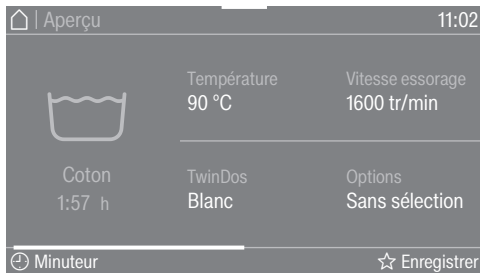 Aperçu
11:02
Température
90 °C
Vitesse essorage
1600 tr/min
Coton
1:57 h
TwinDos
Blanc
Options
Sans sélection
Minuteur
Enregistrer